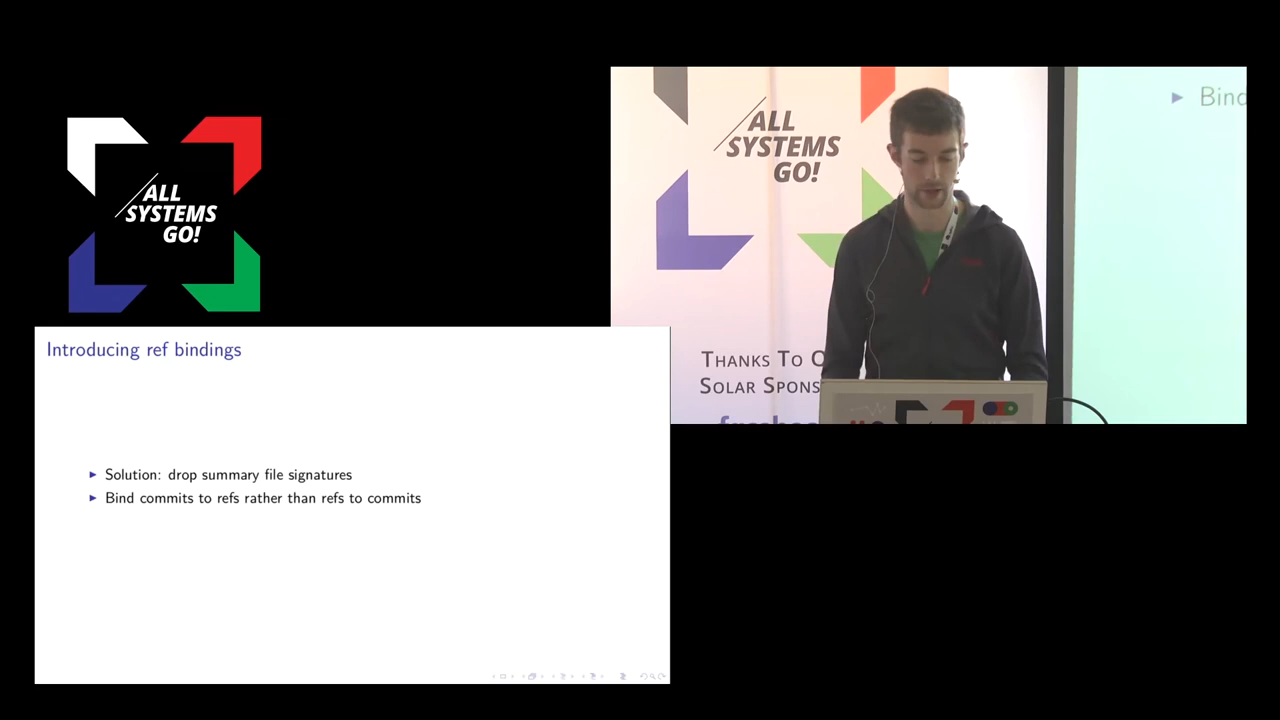 ALL
SYSTEMS
GO!
Introducing ref bindings
► Solution: drop summary file signatures
► Bind commits to refs rather than refs to commits
ALL
SYSTEMS
GO!
THANKS TO
SOLAR
► Bind